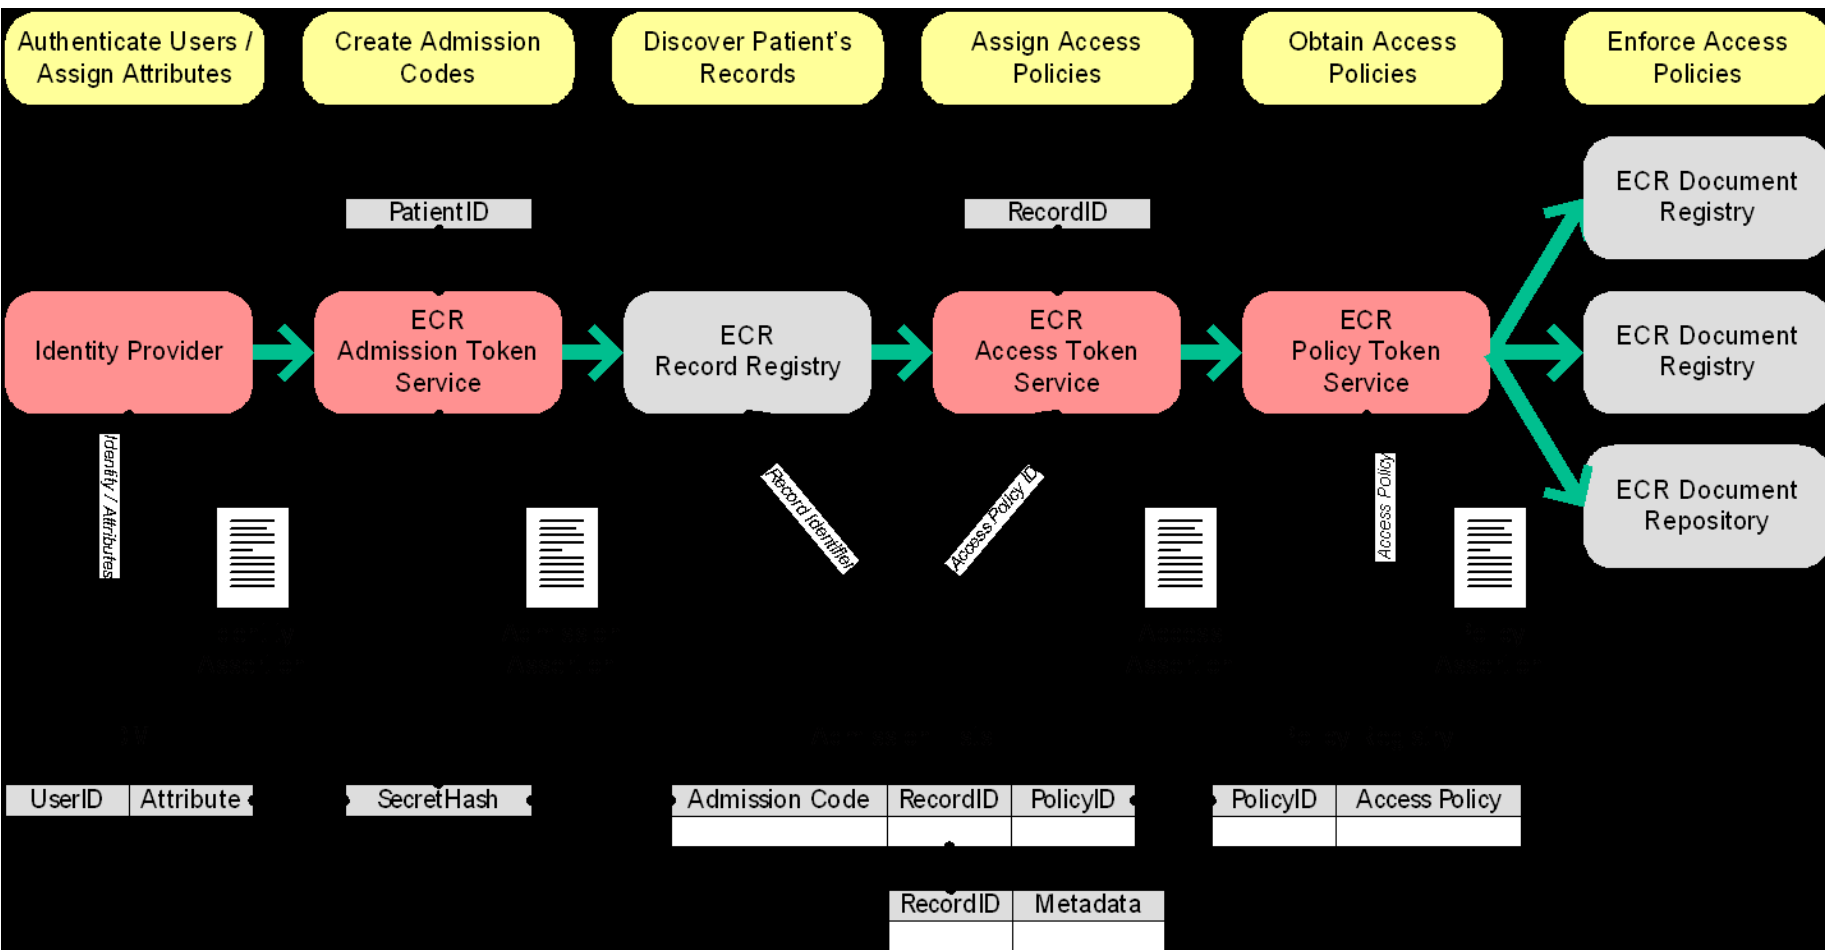 Authenticate Users /
Assign Attributes
Create Admission
Codes
Discover Patient's
Records
Assign Access
Policies
Obtain Access
Policies
Enforce Access
Policies
PatientID
RecordID
ECR Document
Registry
Identity Provider
ECR
Admission Token
Service
ECR
Record Registry
ECR
Access Token
Service
ECR
Policy Token
Service
ECR Document
Registry
ECR Document
Repository
Identity / Attributes
Record Identifier
Access Policy ID
Access Policy
UserID
Attribute
SecretHash
Admission Code
RecordID
PolicyID
PolicyID
Access Policy
RecordID
Metadata